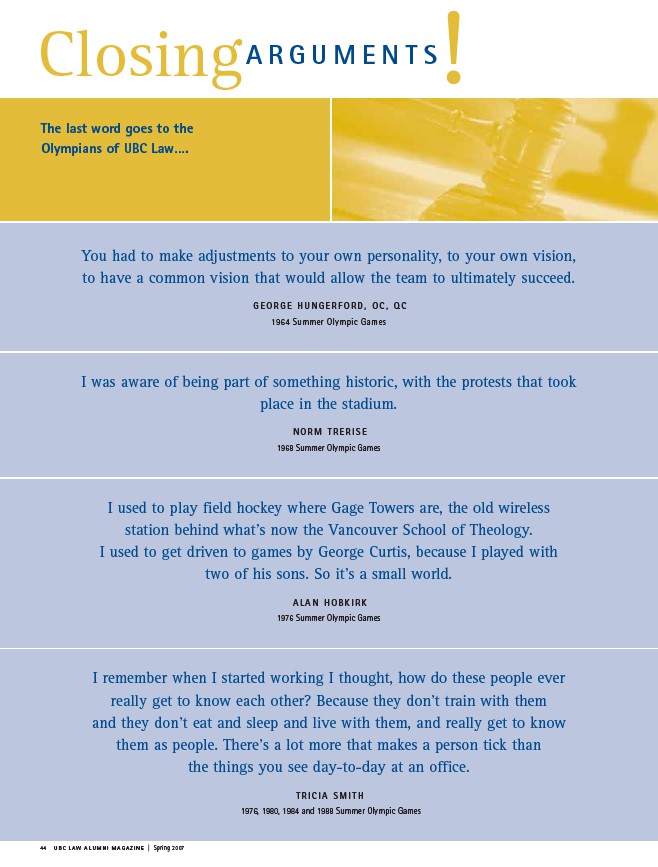 Closing ARGUMENTS!
The last word goes to the
Olympians of UBC Law....
You had to make adjustments to your own personality, to your own vision,
to have a common vision that would allow the team to ultimately succeed.
GEORGE HUNGERFORD, OC, QC
1964 Summer Olympic Games
I was aware of being part of something historic, with the protests that took
place in the stadium.
NORM TRERISE
1968 Summer Olympic Games
I used to play field hockey where Gage Towers are, the old wireless
station behind what's now the Vancouver School of Theology.
I used to get driven to games by George Curtis, because I played with
two of his sons. So it's a small world.
ALAN HOBKIRK
1976 Summer Olympic Games
I remember when I started working I thought, how do these people ever
really get to know each other? Because they don't train with them
and they don't eat and sleep and live with them, and really get to know
them as people. There's a lot more that makes a person tick than
the things you see day-to-day at an office.
TRICIA SMITH
1976, 1980, 1984 and 1988 Summer Olympic Games
44 UBC LAW ALUMNI MAGAZINE | Spring 2007